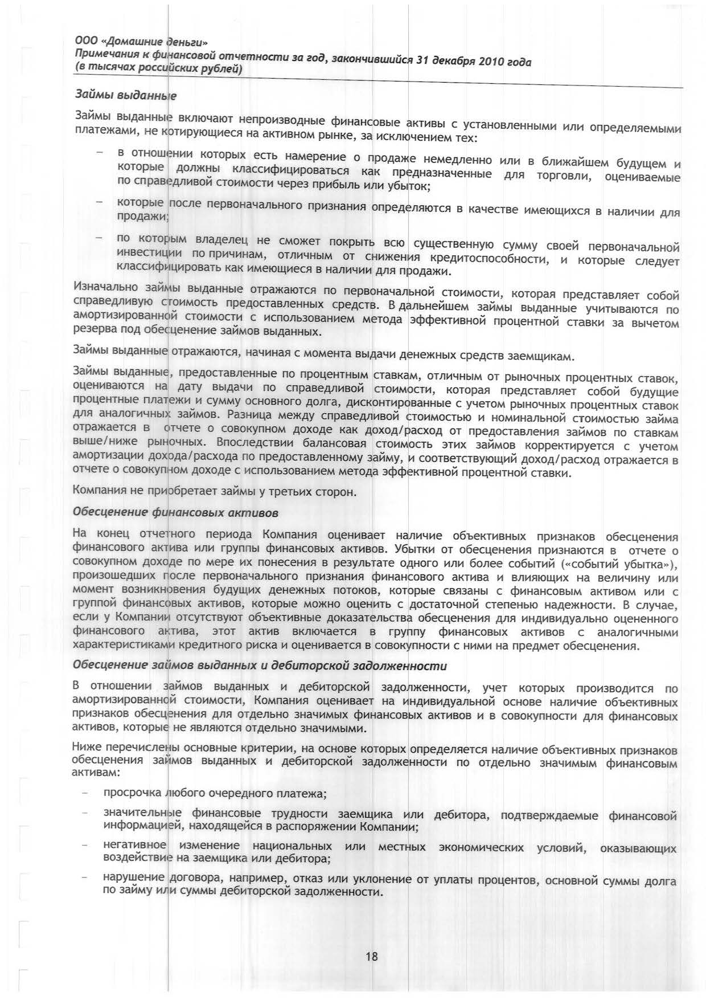 ООО «Домашние деньги»
Примечания к финансовой отчетности за год, закончившийся 31 декабря 2010 года
(в тысячах российских рублей)
Займы выданные
Займы выданные включают непроизводные финансовые активы с установленными или определяемыми
платежами, не котирующиеся на активном рынке, за исключением тех:
– в отношении которых есть намерение о продаже немедленно или в ближайшем будущем и
которые должны классифицироваться как предназначенные для торговли, оцениваемые
по справедливой стоимости через прибыль или убыток;
– которые после первоначального признания определяются в качестве имеющихся в наличии для
продажи;
– по которым владелец не сможет покрыть всю существенную сумму своей первоначальной
инвестиции по причинам, отличным от снижения кредитоспособности, и которые следует
классифицировать как имеющиеся в наличии для продажи.
Изначально займы выданные отражаются по первоначальной стоимости, которая представляет собой
справедливую стоимость предоставленных средств. В дальнейшем займы выданные учитываются по
амортизированной стоимости с использованием метода эффективной процентной ставки за вычетом
резерва под обесценение займов выданных.
Займы выданные отражаются, начиная с момента выдачи денежных средств заемщикам.
Займы выданные, предоставленные по процентным ставкам, отличным от рыночных процентных ставок,
оцениваются на дату выдачи по справедливой стоимости, которая представляет собой будущие
процентные платежи и сумму основного долга, дисконтированные с учетом рыночных процентных ставок
для аналогичных займов. Разница между справедливой стоимостью и номинальной стоимостью займа
отражается в отчете о совокупном доходе как доход/расход от предоставления займов по ставкам
выше/ниже рыночных. Впоследствии балансовая стоимость этих займов корректируется с учетом
амортизации дохода/расхода по предоставленному займу, и соответствующий доход/расход отражается в
отчете о совокупном доходе с использованием метода эффективной процентной ставки.
Компания не приобретает займы у третьих сторон.
Обесценение финансовых активов
На конец отчетного периода Компания оценивает наличие объективных признаков обесценения
финансового актива или группы финансовых активов. Убытки от обесценения признаются в отчете о
совокупном доходе по мере их понесения в результате одного или более событий («событий убытка»),
произошедших после первоначального признания финансового актива и влияющих на величину или
момент возникновения будущих денежных потоков, которые связаны с финансовым активом или с
группой финансовых активов, которые можно оценить с достаточной степенью надежности. В случае,
если у Компании отсутствуют объективные доказательства обесценения для индивидуально оцененного
финансового актива, этот актив включается в группу финансовых активов с аналогичными
характеристиками кредитного риска и оценивается в совокупности с ними на предмет обесценения.
Обесценение займов выданных и дебиторской задолженности
В отношении займов выданных и дебиторской задолженности, учет которых производится по
амортизированной стоимости, Компания оценивает на индивидуальной основе наличие объективных
признаков обесценения для отдельно значимых финансовых активов и в совокупности для финансовых
активов, которые не являются отдельно значимыми.
Ниже перечислены основные критерии, на основе которых определяется наличие объективных признаков
обесценения займов выданных и дебиторской задолженности по отдельно значимым финансовым
активам:
– просрочка любого очередного платежа;
– значительные финансовые трудности заемщика или дебитора, подтверждаемые финансовой
информацией, находящейся в распоряжении Компании;
– негативное изменение национальных или местных экономических условий, оказывающих
воздействие на заемщика или дебитора;
– нарушение договора, например, отказ или уклонение от уплаты процентов, основной суммы долга
по займу или суммы дебиторской задолженности.
18